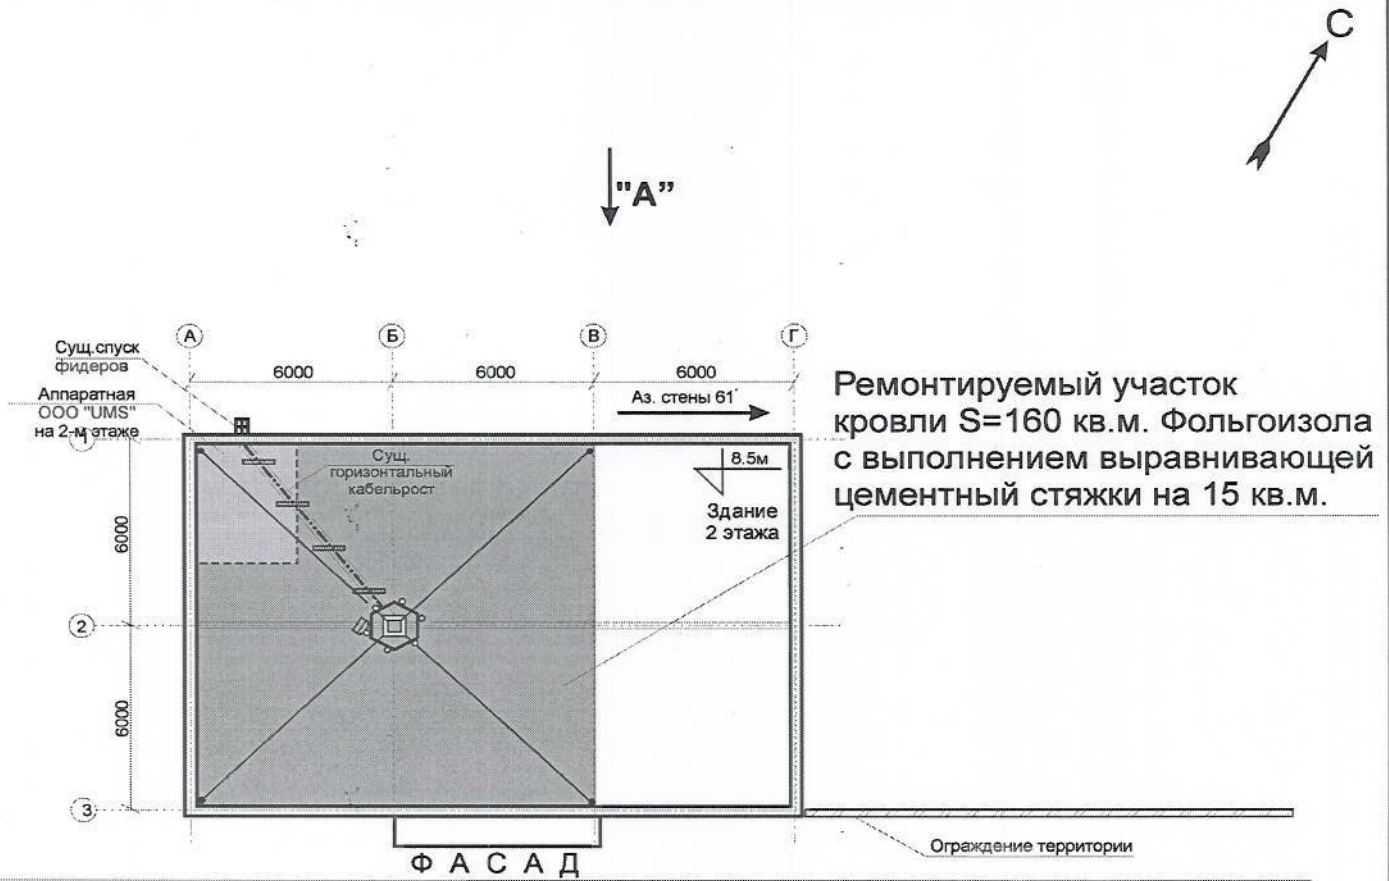 С
"А"
А Б В Г
Сущ.спуск
фидеров
6000 6000 6000
Аппаратная
ООО "UMS"
на 2-м этаже
Аз. стены 61°
Ремонтируемый участок
кровли S=160 кв.м. Фольгоизола
с выполнением выравнивающей
цементный стяжки на 15 кв.м.
1
Сущ.
горизонтальный
кабельрост
8.5м
Здание
2 этажа
6000
2
6000
3
Ограждение территории
ФАСАД